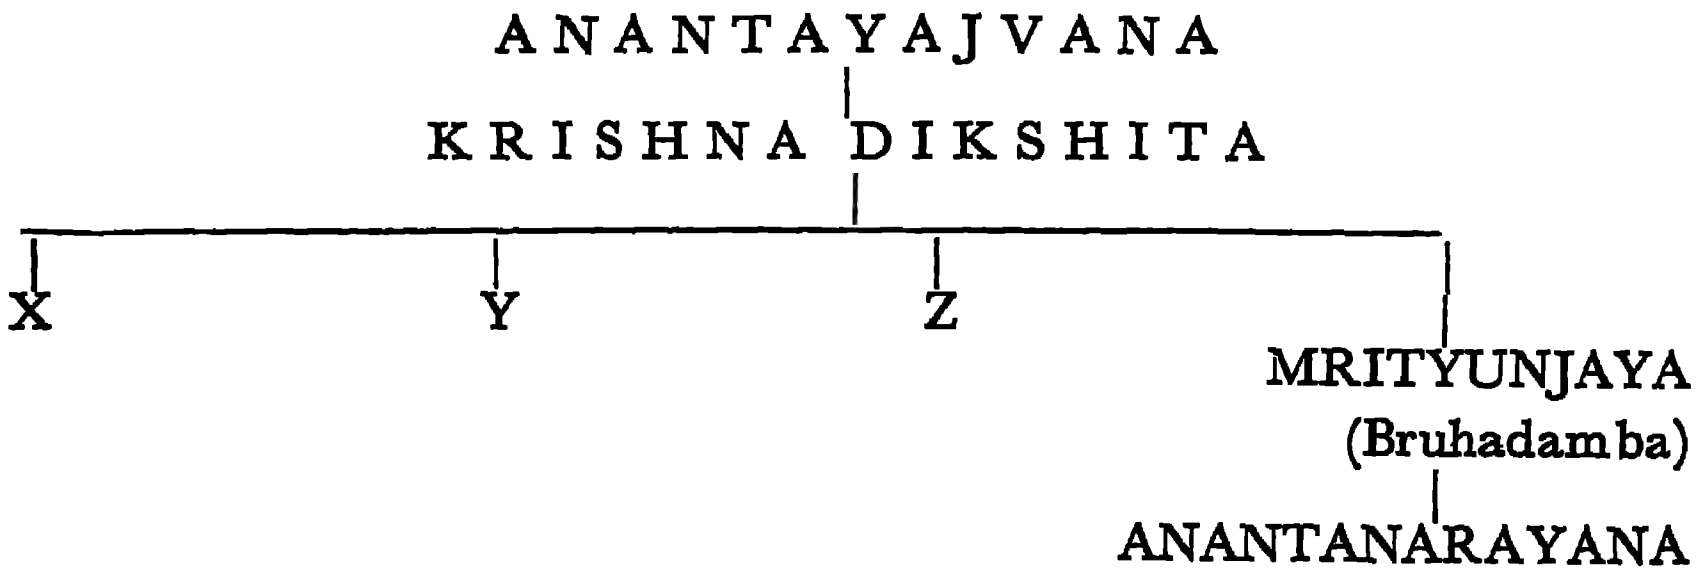 ANANTAYAJVANA
KRISHNA DIKSHITA
X Y Z
MRITYUNJAYA
(Bruhadamba)
ANANTANARAYANA